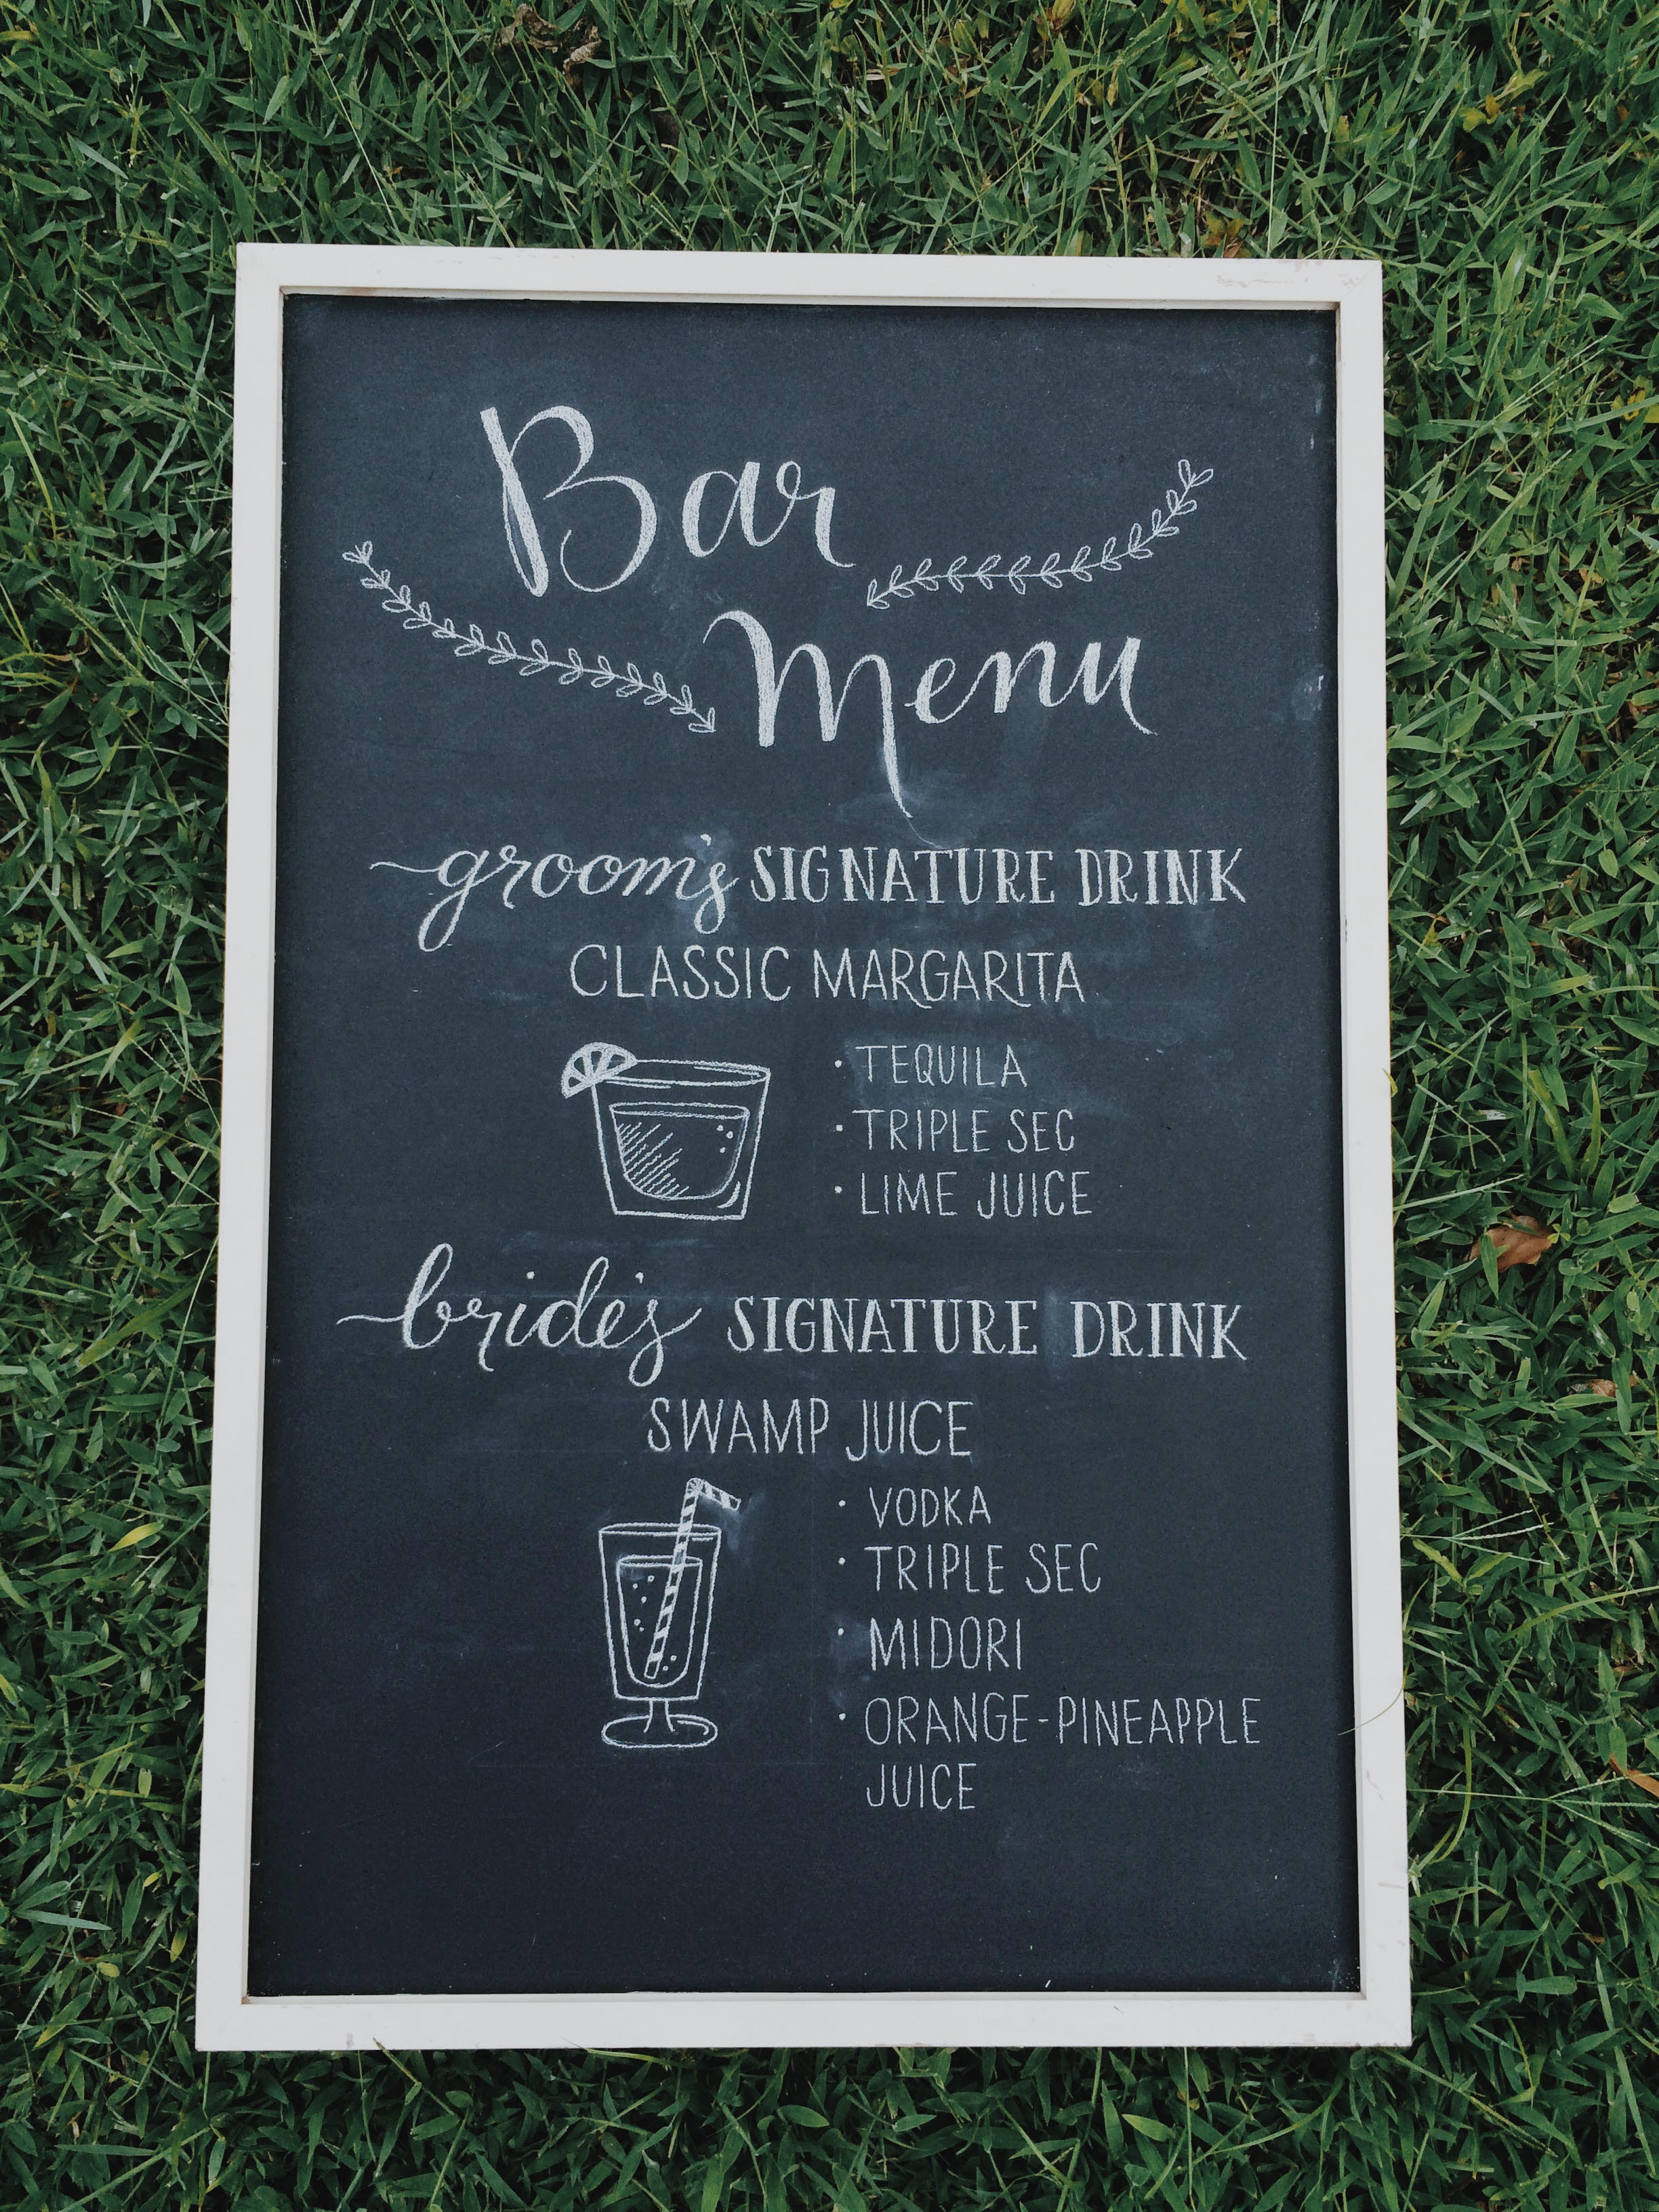 Bar
Menu
groom's SIGNATURE DRINK
CLASSIC MARGARITA
• TEQUILA
• TRIPLE SEC
• LIME JUICE
bride's SIGNATURE DRINK
SWAMP JUICE
• VODKA
• TRIPLE SEC
• MIDORI
• ORANGE-PINEAPPLE
JUICE